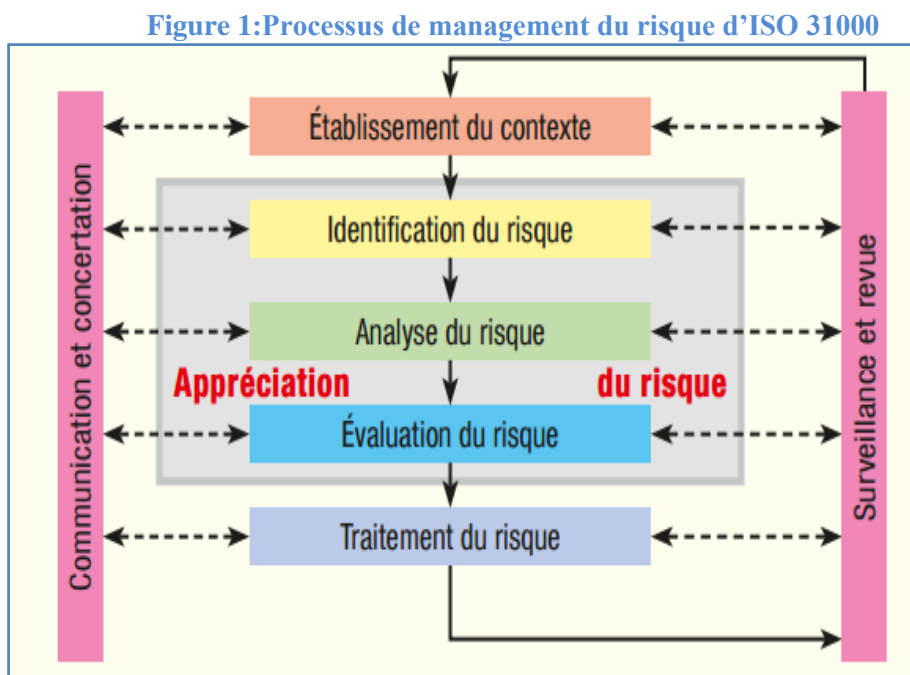 Figure 1:Processus de management du risque d'ISO 31000
Communication et concertation
Établissement du contexte
Identification du risque
Analyse du risque
Appréciation du risque
Évaluation du risque
Traitement du risque
Surveillance et revue